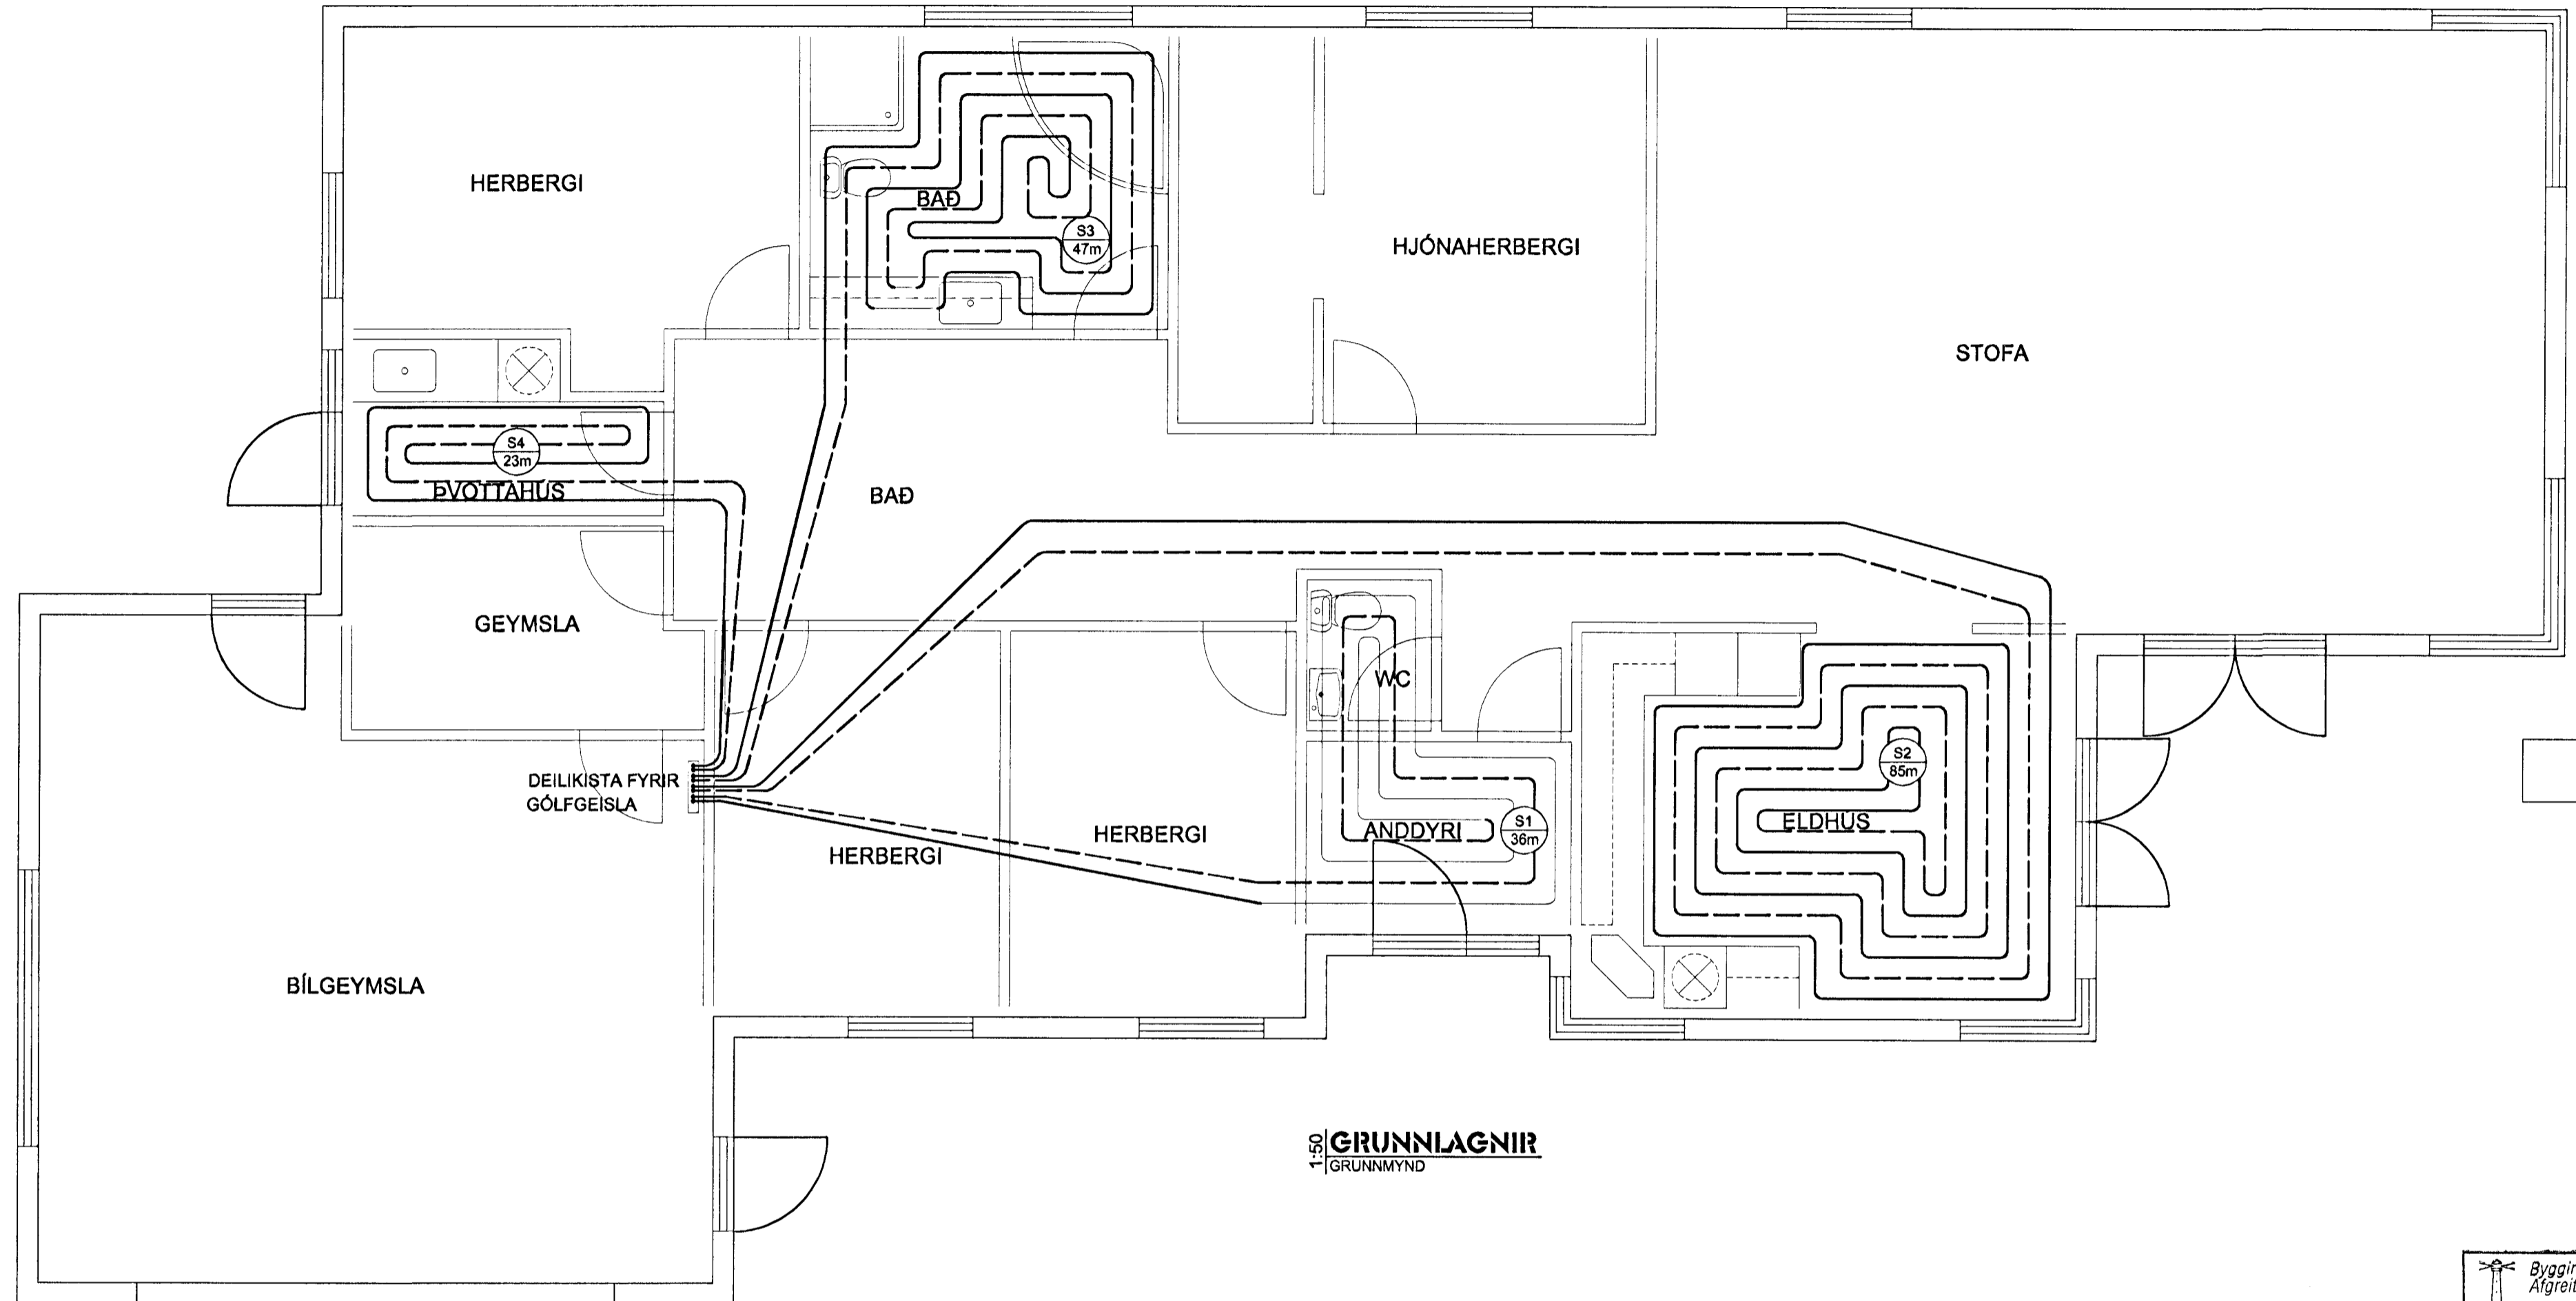 HERBERGI
BAÐ
S3
47m
HJÓNAHERBERGI
STOFA
S4
23m
ÞVOTTAHÚS
BAÐ
GEYMSLA
WC
DEILIKISTA FYRIR
GÓLFGEISLA
S2
85m
HERBERGI
HERBERGI
ANDDYRI
S1
36m
ELDHÚS
BÍLGEYMSLA
1:50
GRUNNLAGNIR
GRUNNMYND